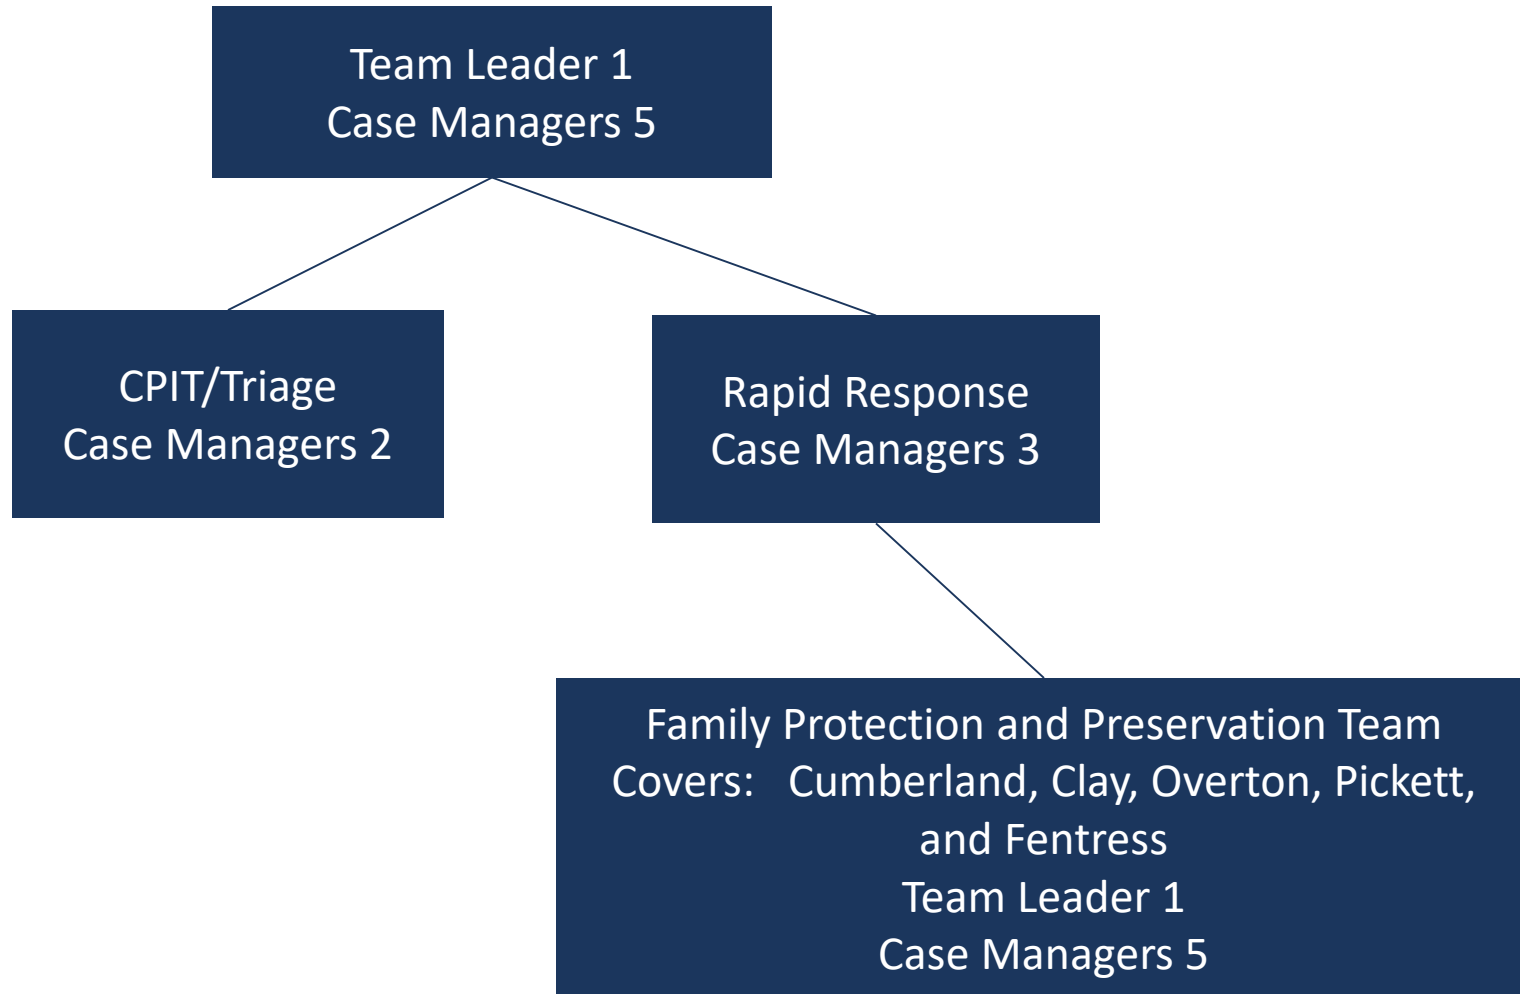 Team Leader 1
Case Managers 5
CPIT/Triage
Case Managers 2
Rapid Response
Case Managers 3
Family Protection and Preservation Team
Covers:   Cumberland, Clay, Overton, Pickett,
and Fentress
Team Leader 1
Case Managers 5